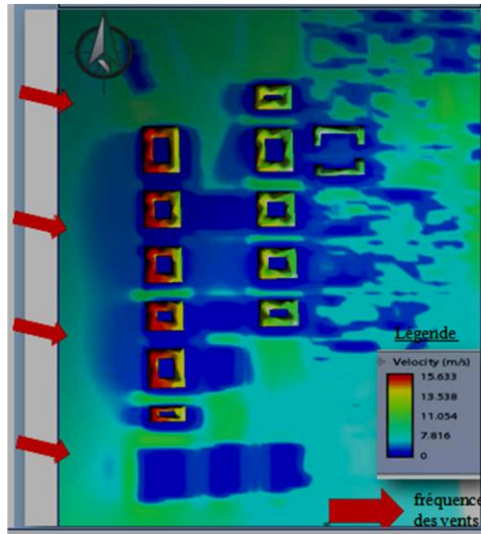 Légende
Velocity (m/s)
15.633
13.538
11.054
7.816
0
fréquence
des vents